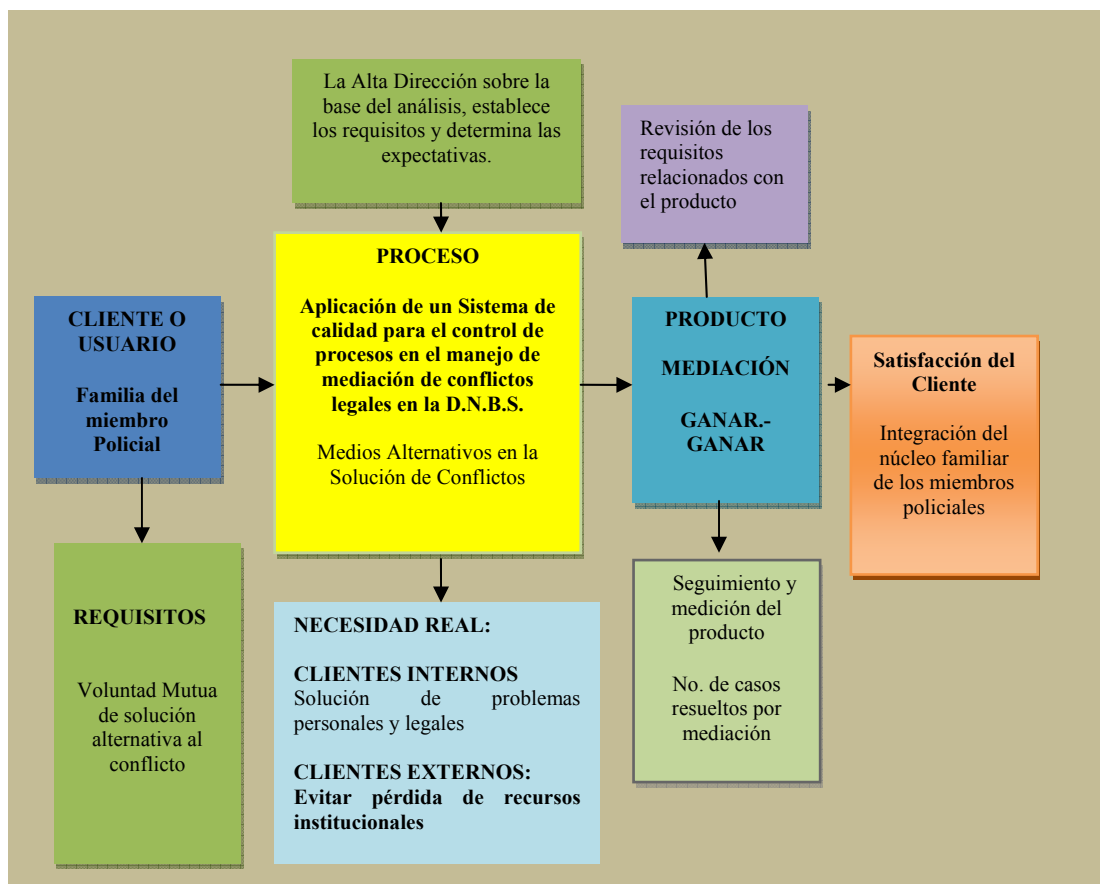 La Alta Dirección sobre la
base del análisis, establece
los requisitos y determina las
expectativas.
Revisión de los
requisitos
relacionados con
el producto
PROCESO
Aplicación de un Sistema de
calidad para el control de
procesos en el manejo de
mediación de conflictos
legales en la D.N.B.S.
Medios Alternativos en la
Solución de Conflictos
CLIENTE O
USUARIO
Familia del
miembro
Policial
PRODUCTO
MEDIACIÓN
GANAR.-
GANAR
Satisfacción del
Cliente
Integración del
núcleo familiar
de los miembros
policiales
REQUISITOS
Voluntad Mutua
de solución
alternativa al
conflicto
NECESIDAD REAL:
CLIENTES INTERNOS
Solución de problemas
personales y legales
CLIENTES EXTERNOS:
Evitar pérdida de recursos
institucionales
Seguimiento y
medición del
producto
No. de casos
resueltos por
mediación